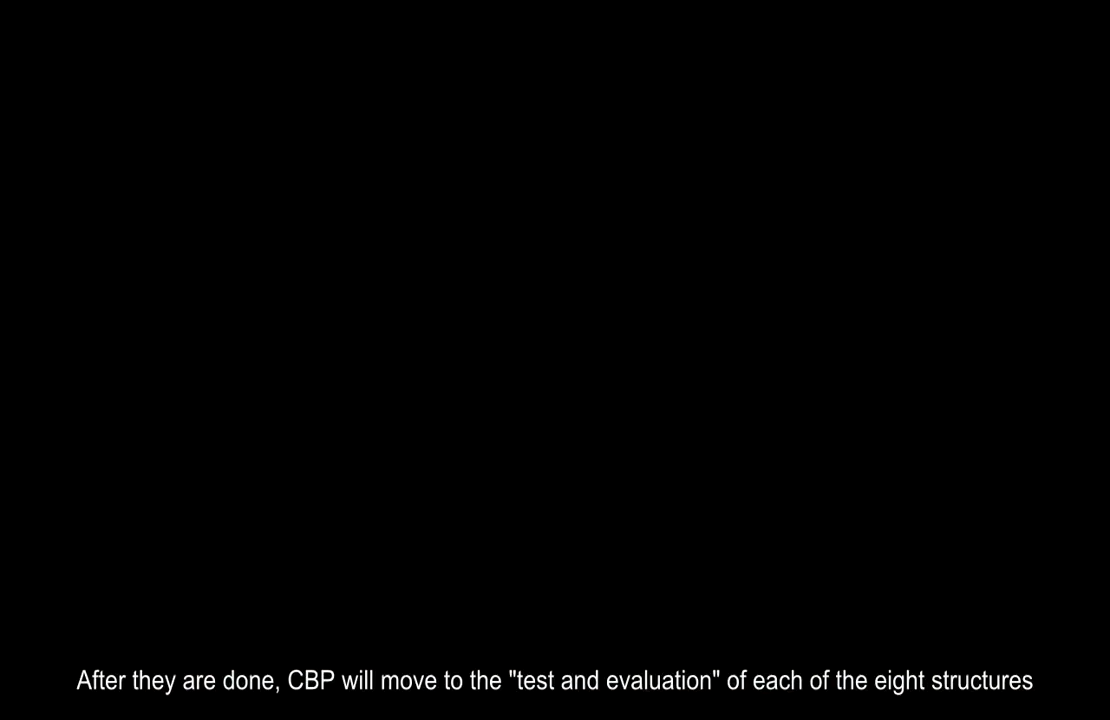 After they are done, CBP will move to the "test and evaluation" of each of the eight structures